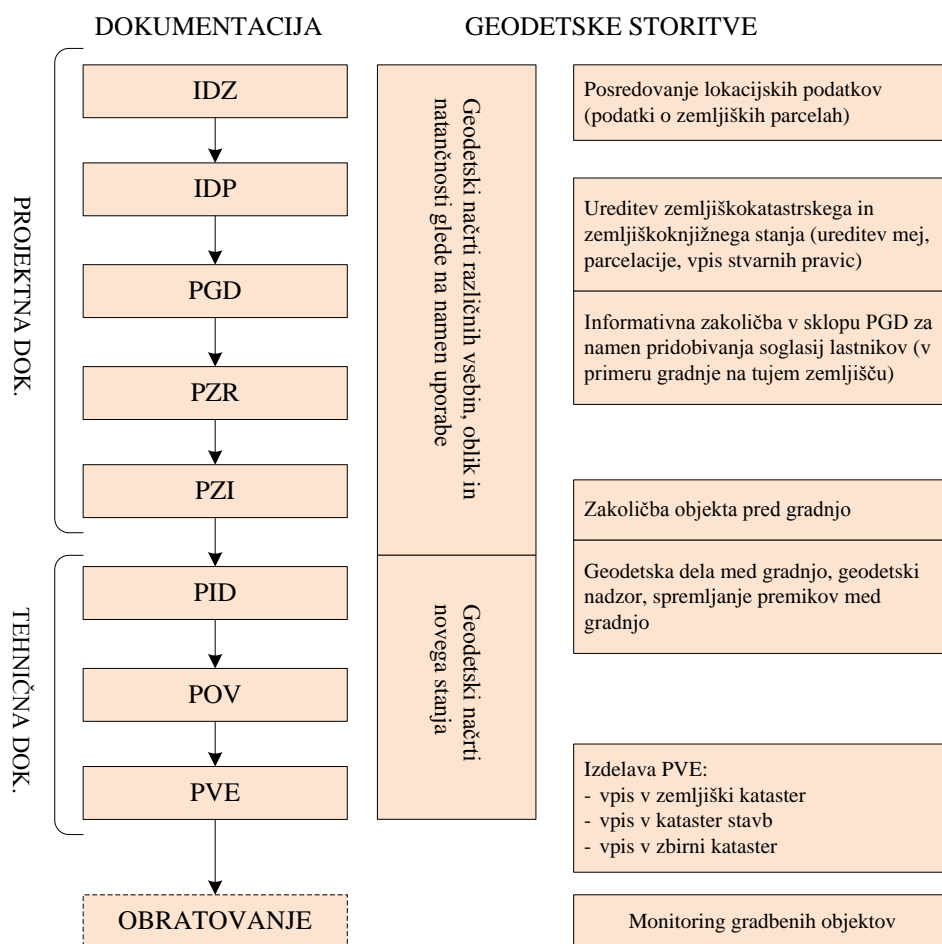 DOKUMENTACIJA
GEODETSKE STORITVE
PROJEKTNA DOK.
IDZ
IDP
PGD
PZR
PZI
TEHNIČNA DOK.
PID
POV
PVE
OBRATOVANJE
Geodetski načrti različnih vsebin, oblik in
natančnosti glede na namen uporabe
Geodetski načrti
novega stanja
Posredovanje lokacijskih podatkov
(podatki o zemljiških parcelah)
Ureditev zemljiškokatastrskega in
zemljiškoknjižnega stanja (ureditev mej,
parcelacije, vpis stvarnih pravic)
Informativna zakoličba v sklopu PGD za
namen pridobivanja soglasij lastnikov (v
primeru gradnje na tujem zemljišču)
Zakoličba objekta pred gradnjo
Geodetska dela med gradnjo, geodetski
nadzor, spremljanje premikov med
gradnjo
Izdelava PVE:
- vpis v zemljiški kataster
- vpis v kataster stavb
- vpis v zbirni kataster
Monitoring gradbenih objektov